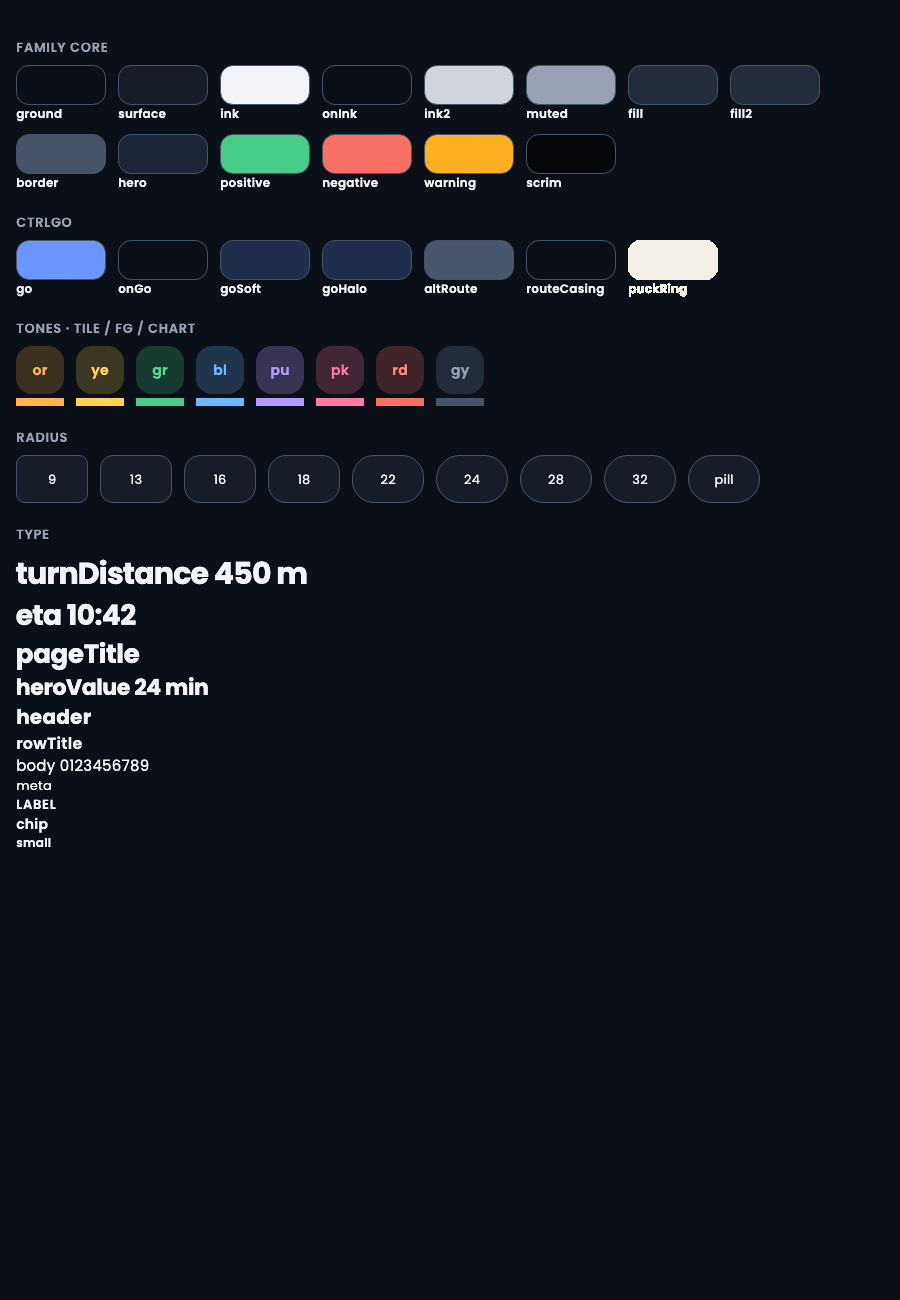 FAMILY CORE
ground surface ink onInk ink2 muted fill fill2
border hero positive negative warning scrim
CTRLGO
go onGo goSoft goHalo altRoute routeCasing
TONES · TILE / FG / CHART
or ye gr bl pu pk rd gy
RADIUS
9 13 16 18 22 24 28 32 pill
TYPE
turnDistance 450 m
eta 10:42
pageTitle
heroValue 24 min
header
rowTitle
body 0123456789
meta
LABEL
chip
small